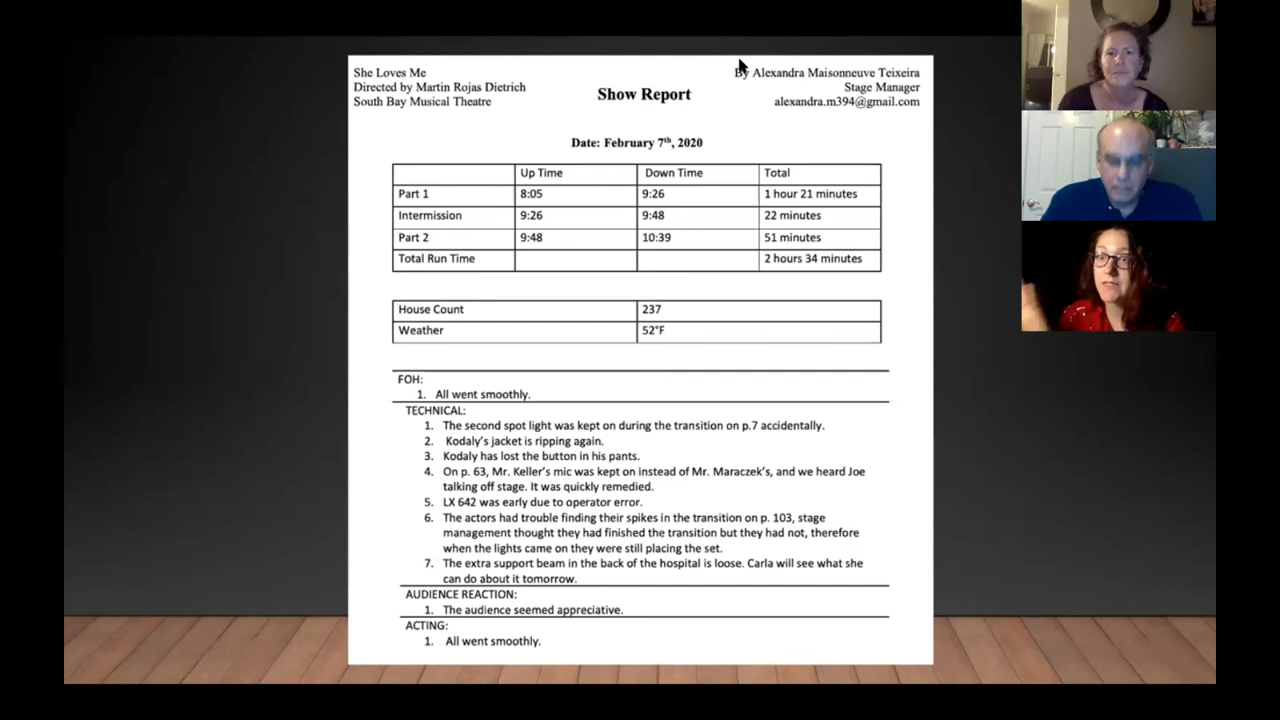 She Loves Me
Directed by Martin Rojas Dietrich
South Bay Musical Theatre
Show Report
By Alexandra Maisonneuve Teixeira
Stage Manager
alexandra.m394@gmail.com
Date: February 7th, 2020
Up Time Down Time Total
Part 1 8:05 9:26 1 hour 21 minutes
Intermission 9:26 9:48 22 minutes
Part 2 9:48 10:39 51 minutes
Total Run Time 2 hours 34 minutes
House Count 237
Weather 52°F
FOH:
1. All went smoothly.
TECHNICAL:
1. The second spot light was kept on during the transition on p.7 accidentally.
2. Kodaly's jacket is ripping again.
3. Kodaly has lost the button in his pants.
4. On p. 63, Mr. Keller's mic was kept on instead of Mr. Maraczek's, and we heard Joe
talking off stage. It was quickly remedied.
5. LX 642 was early due to operator error.
6. The actors had trouble finding their spikes in the transition on p. 103, stage
management thought they had finished the transition but they had not, therefore
when the lights came on they were still placing the set.
7. The extra support beam in the back of the hospital is loose. Carla will see what she
can do about it tomorrow.
AUDIENCE REACTION:
1. The audience seemed appreciative.
ACTING:
1. All went smoothly.